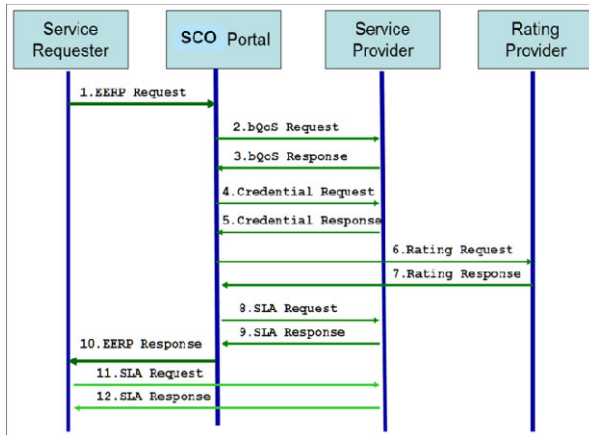 Service
Requester
SCO Portal
Service
Provider
Rating
Provider
1.EERP Request
2.bQoS Request
3.bQoS Response
4.Credential Request
5.Credential Response
6.Rating Request
7.Rating Response
8.SLA Request
9.SLA Response
10.EERP Response
11.SLA Request
12.SLA Response